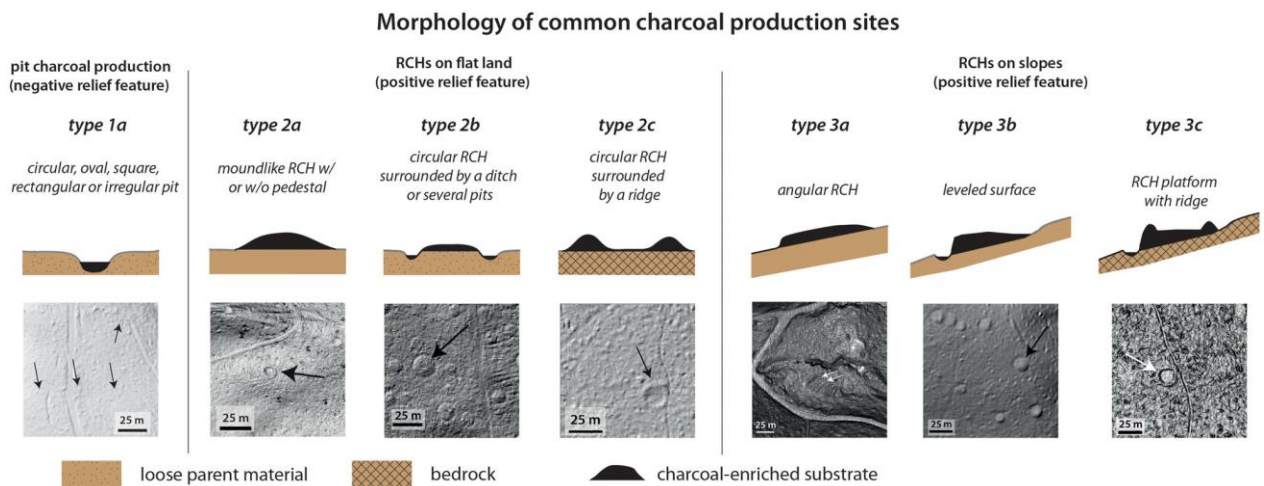 Morphology of common charcoal production sites
pit charcoal production
(negative relief feature)
RCHs on flat land
(positive relief feature)
RCHs on slopes
(positive relief feature)
type 1a
type 2a
type 2b
type 2c
type 3a
type 3b
type 3c
circular, oval, square,
rectangular or irregular pit
moundlike RCH w/
or w/o pedestal
circular RCH
surrounded by a ditch
or several pits
circular RCH
surrounded
by a ridge
angular RCH
leveled surface
RCH platform
with ridge
25 m
25 m
25 m
25 m
25 m
25 m
25 m
loose parent material
bedrock
charcoal-enriched substrate